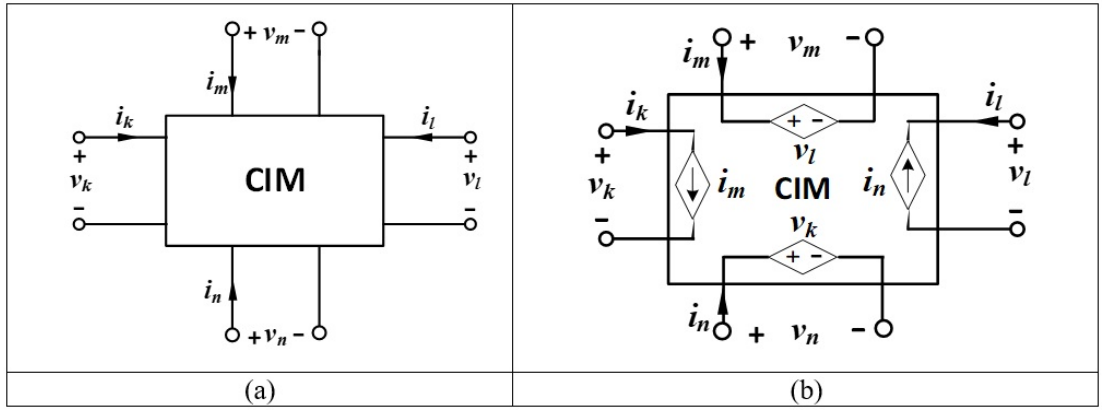 + vm −
im
ik
il
+
vk
−
CIM
+
vl
−
in
+ vn −
(a)
im
+ vm −
ik
il
+ −
vl
+
vk
−
im
CIM
in
+
vl
−
vk
+ −
in
+ vn −
(b)